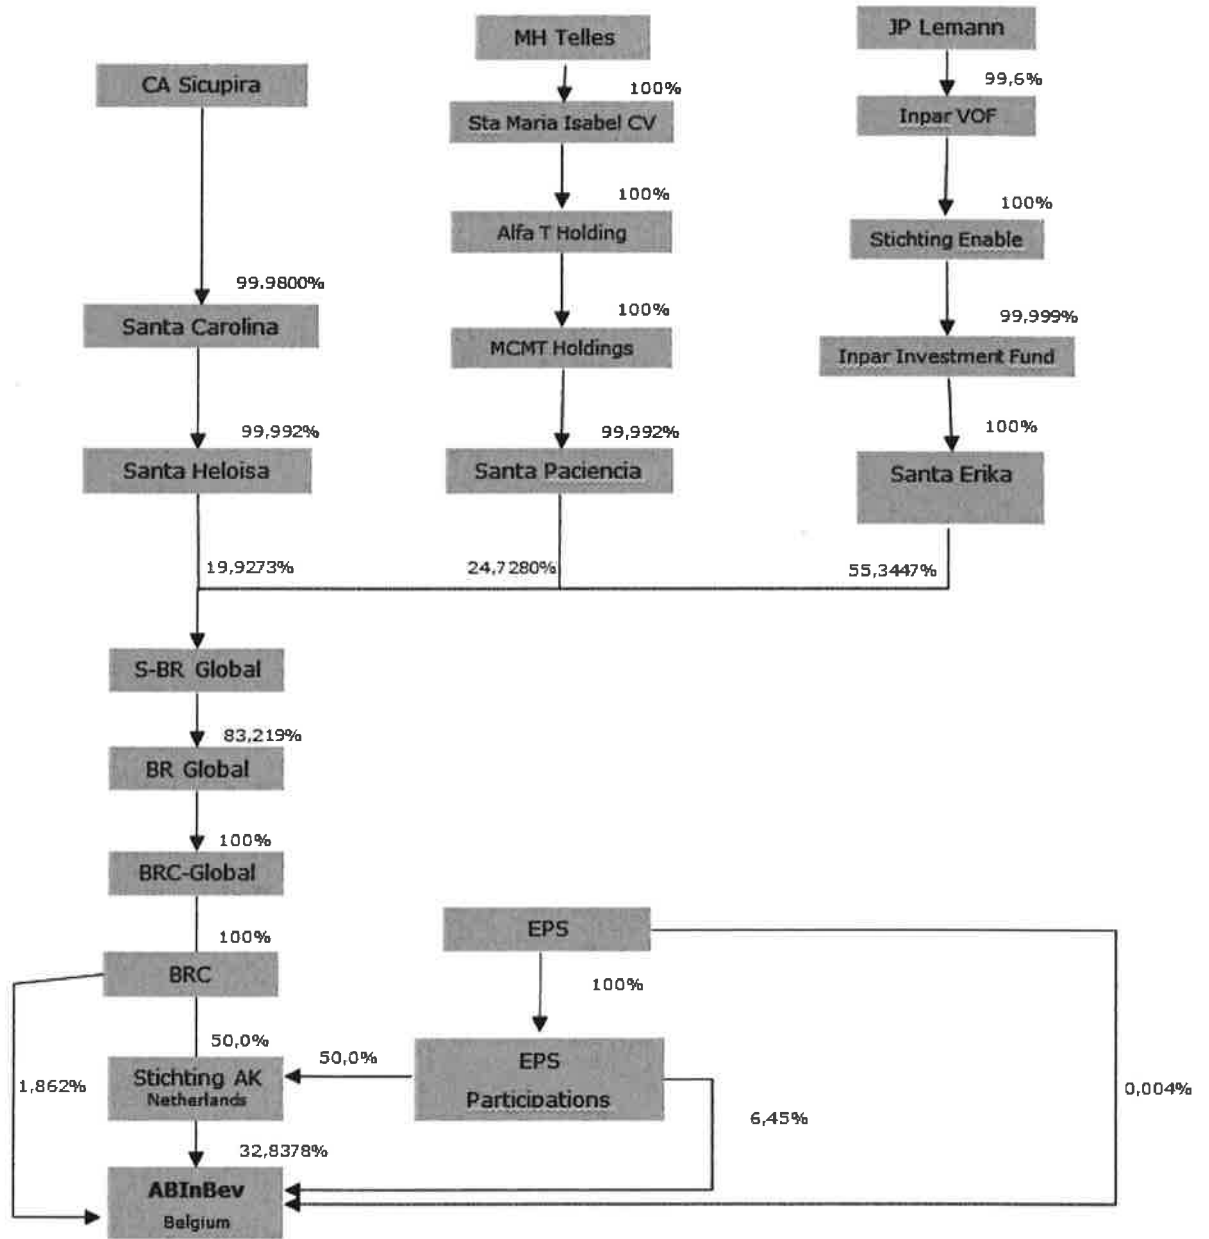 JP Lemann
MH Telles
CA Sicupira
99,6%
100%
Inpar VOF
Sta Maria Isabel CV
100%
100%
Alfa T Holding
Stichting Enable
99.9800%
100%
99,999%
Santa Carolina
MCMT Holdings
Inpar Investment Fund
99,992%
99,992%
100%
Santa Heloisa
Santa Paciencia
Santa Erika
19,9273%
24,7280%
55,3447%
S-BR Global
83,219%
BR Global
100%
BRC-Global
EPS
100%
BRC
100%
50,0%
50,0%
EPS
Participations
Stichting AK
Netherlands
1,862%
0,004%
6,45%
32,8378%
ABInBev
Belgium